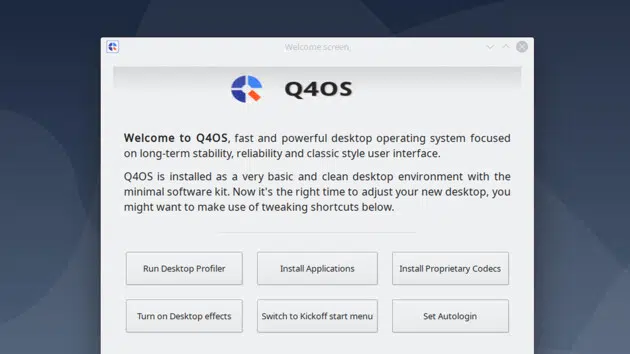 Welcome screen
Q4OS
Welcome to Q4OS, fast and powerful desktop operating system focused
on long-term stability, reliability and classic style user interface.
Q4OS is installed as a very basic and clean desktop environment with the
minimal software kit. Now it's the right time to adjust your new desktop, you
might want to make use of tweaking shortcuts below.
Run Desktop Profiler
Install Applications
Install Proprietary Codecs
Turn on Desktop effects
Switch to Kickoff start menu
Set Autologin